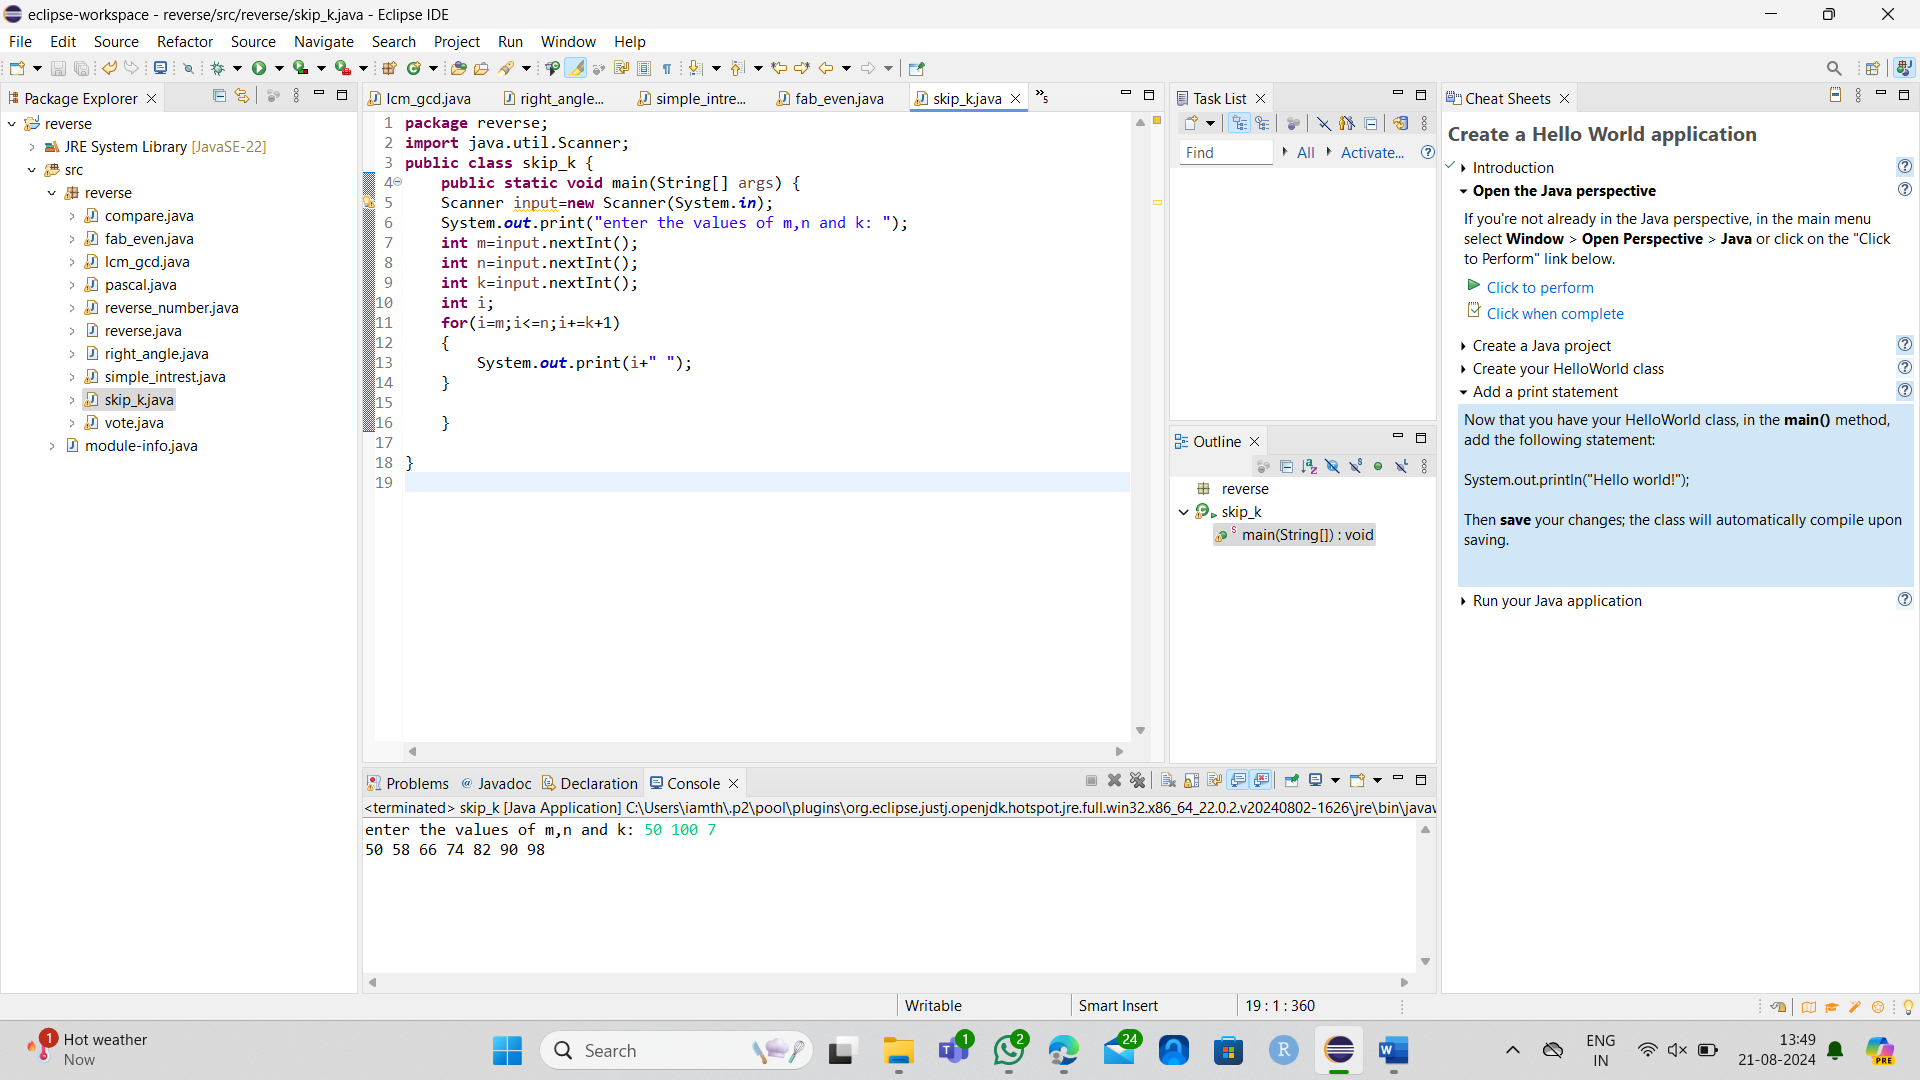 eclipse-workspace - reverse/src/reverse/skip_k.java - Eclipse IDE
File Edit Source Refactor Source Navigate Search Project Run Window Help
Package Explorer
reverse
JRE System Library [JavaSE-22]
src
reverse
compare.java
fab_even.java
lcm_gcd.java
pascal.java
reverse_number.java
reverse.java
right_angle.java
simple_intrest.java
skip_k.java
vote.java
module-info.java
lcm_gcd.java right_angle... simple_intre... fab_even.java skip_k.java »5
1 package reverse;
2 import java.util.Scanner;
3 public class skip_k {
4 public static void main(String[] args) {
5 Scanner input=new Scanner(System.in);
6 System.out.print("enter the values of m,n and k: ");
7 int m=input.nextInt();
8 int n=input.nextInt();
9 int k=input.nextInt();
10 int i;
11 for(i=m;i<=n;i+=k+1)
12 {
13 System.out.print(i+" ");
14 }
15
16 }
17
18 }
19
Task List
Find All Activate...
Outline
reverse
skip_k
main(String[]) : void
Cheat Sheets
Create a Hello World application
Introduction
Open the Java perspective
If you're not already in the Java perspective, in the main menu
select Window > Open Perspective > Java or click on the "Click
to Perform" link below.
Click to perform
Click when complete
Create a Java project
Create your HelloWorld class
Add a print statement
Now that you have your HelloWorld class, in the main() method,
add the following statement:
System.out.println("Hello world!");
Then save your changes; the class will automatically compile upon
saving.
Run your Java application
Problems @ Javadoc Declaration Console
<terminated> skip_k [Java Application] C:\Users\iamth\.p2\pool\plugins\org.eclipse.justj.openjdk.hotspot.jre.full.win32.x86_64_22.0.2.v20240802-1626\jre\bin\javaw
enter the values of m,n and k: 50 100 7
50 58 66 74 82 90 98
Writable Smart Insert 19 : 1 : 360
1 Hot weather
Now
Search
1
2
24
R
W
PRE
ENG
IN
13:49
21-08-2024